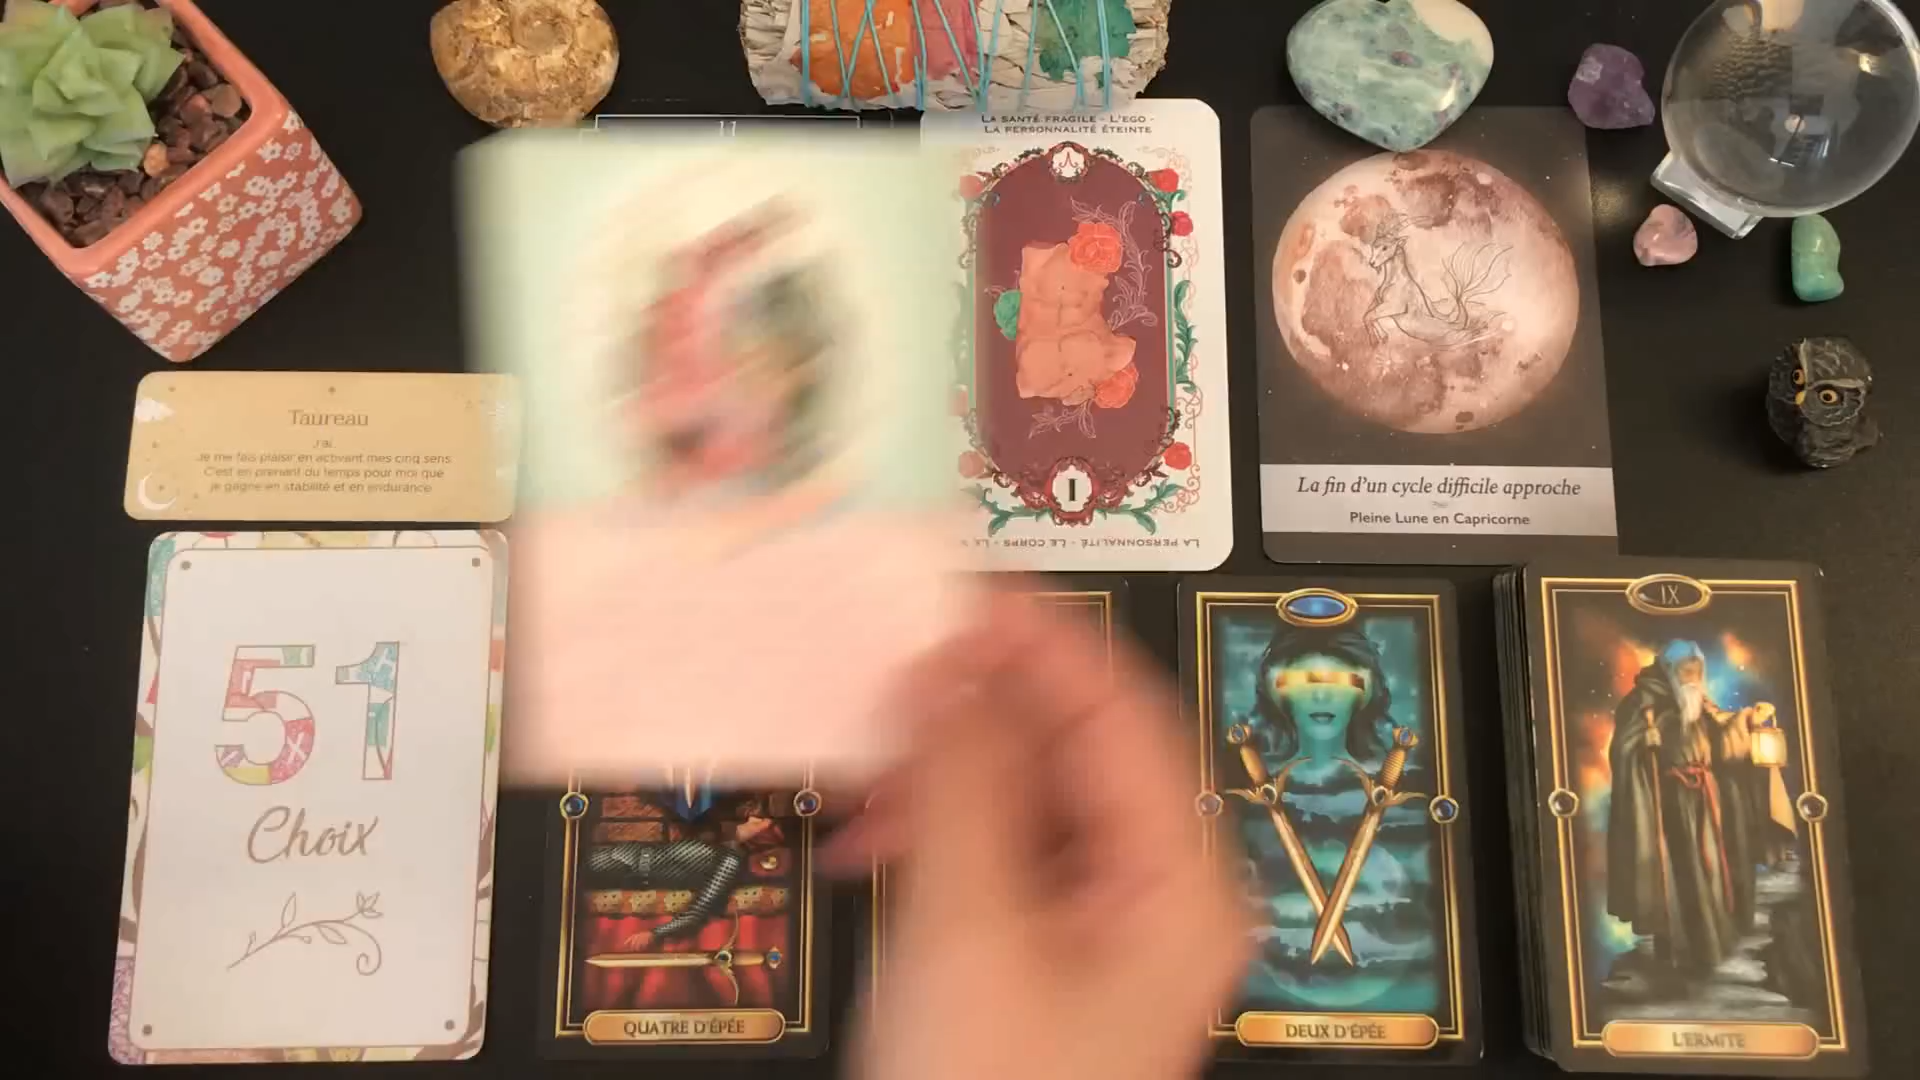 11
LA SANTÉ FRAGILE - L'EGO -
LA PERSONNALITÉ ÉTEINTE
I
LA PERSONNALITÉ - LE CORPS - LE
La fin d'un cycle difficile approche
Pleine Lune en Capricorne
Taureau
J'ai.
Je me fais plaisir en activant mes cinq sens
C'est en prenant du temps pour moi que
je gagne en stabilité et en endurance
51
Choix
QUATRE D'ÉPÉE
DEUX D'ÉPÉE
IX
L'ERMITE